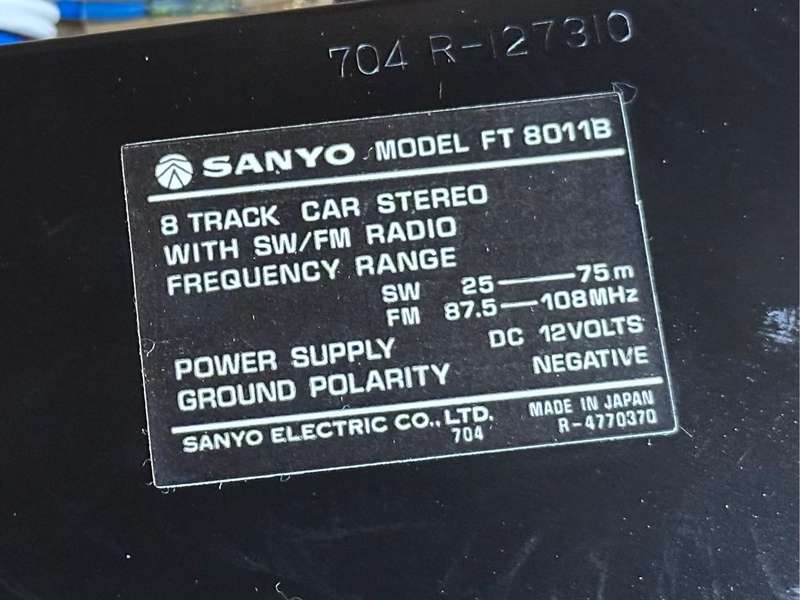 704 R-127310
SANYO MODEL FT 8011B
8 TRACK CAR STEREO
WITH SW/FM RADIO
FREQUENCY RANGE
SW 25——75m
FM 87.5—108MHz
POWER SUPPLY DC 12VOLTS
GROUND POLARITY NEGATIVE
SANYO ELECTRIC CO., LTD. MADE IN JAPAN
704 R-4770370